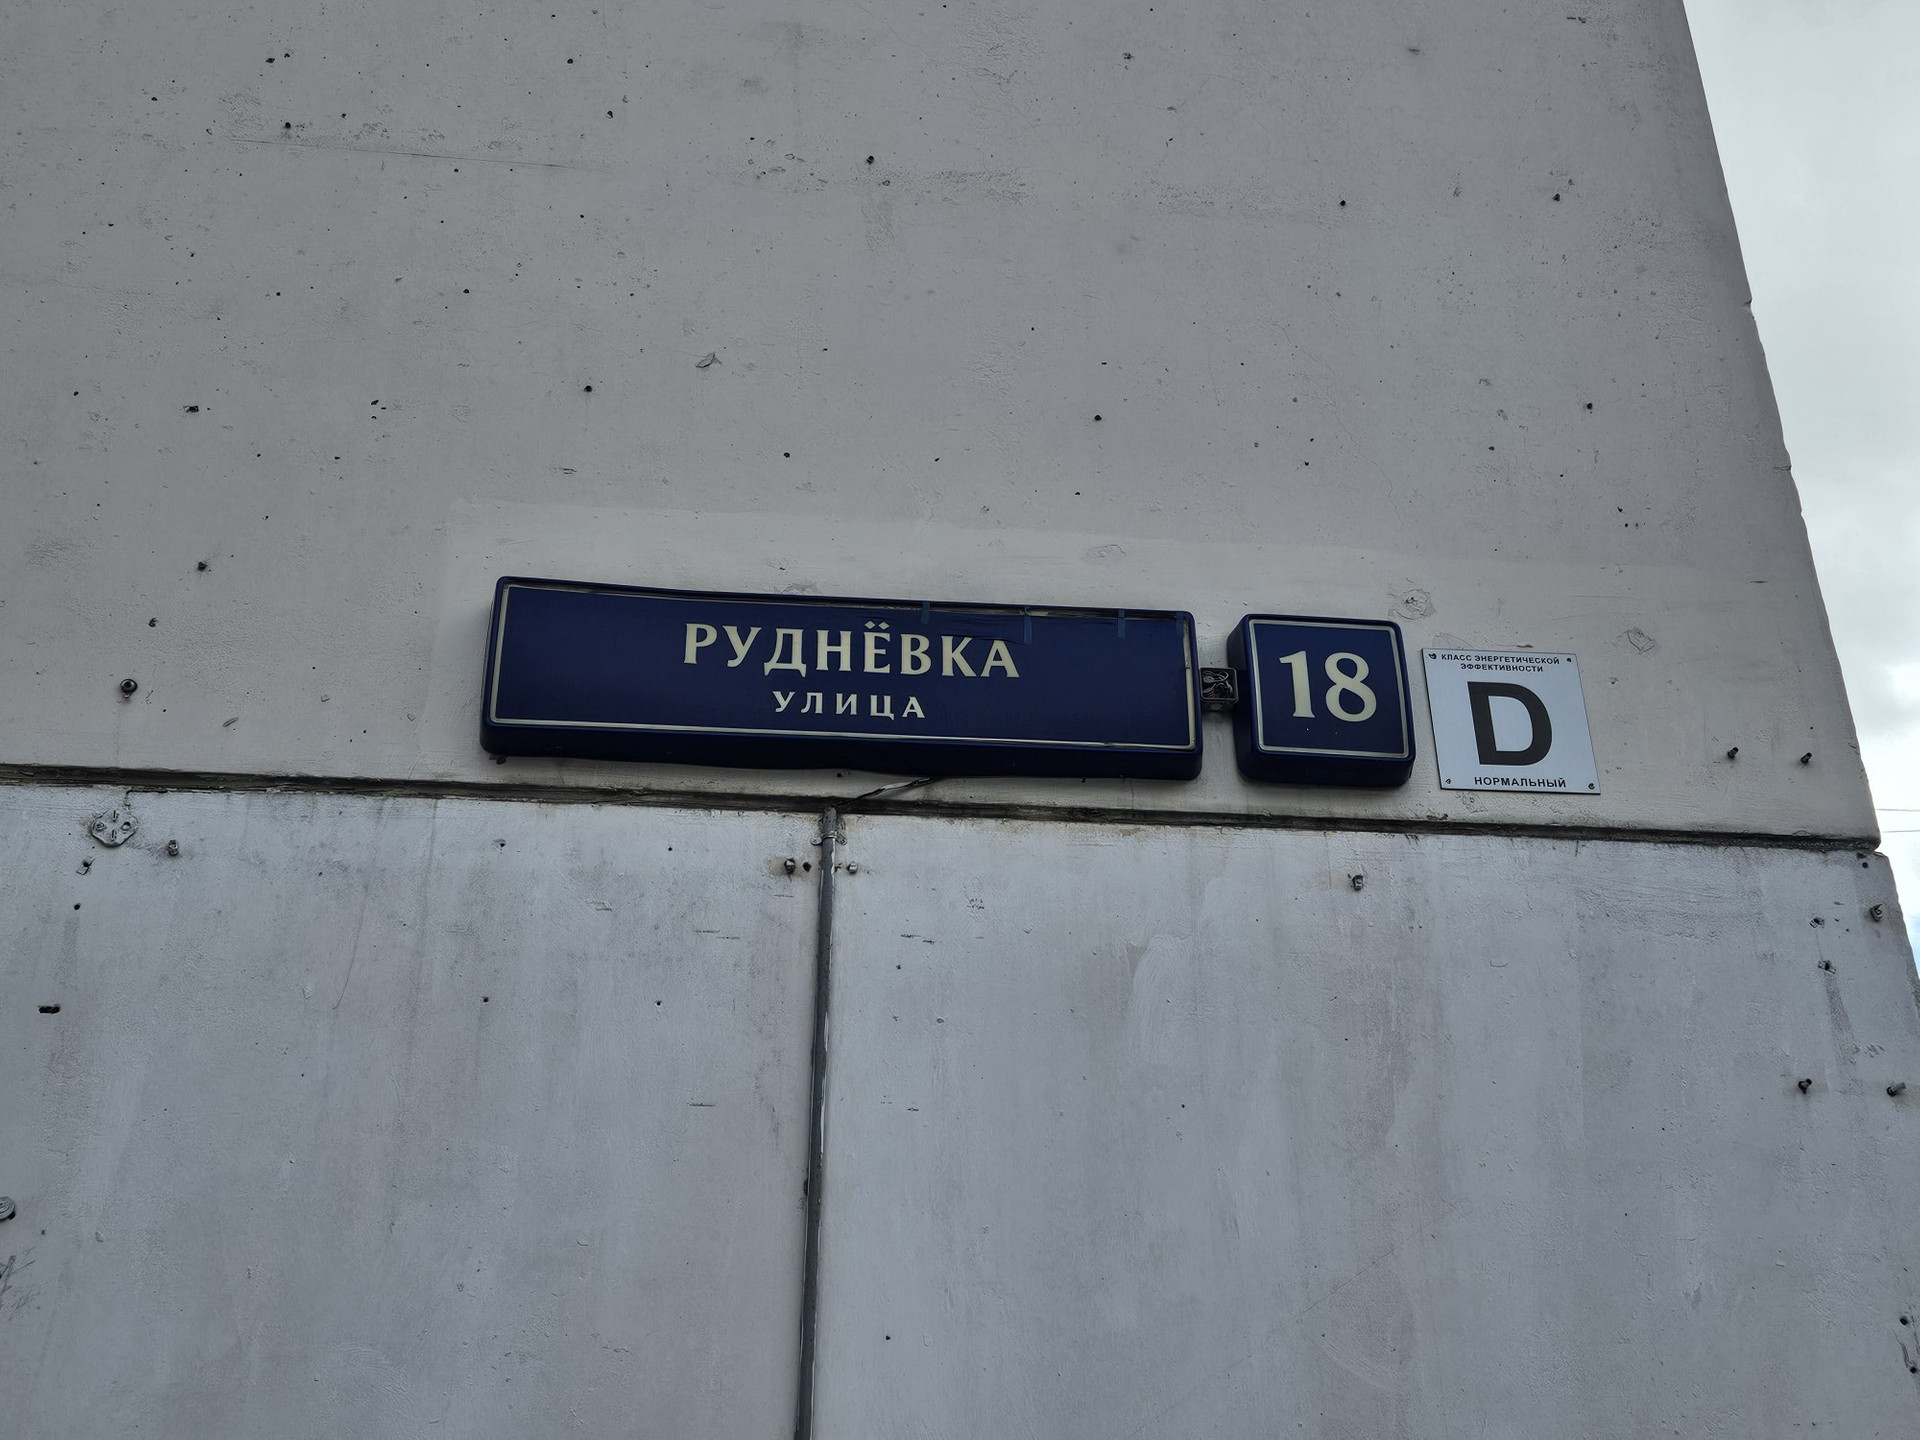 РУДНЁВКА
УЛИЦА
18
КЛАСС ЭНЕРГЕТИЧЕСКОЙ
ЭФФЕКТИВНОСТИ
D
НОРМАЛЬНЫЙ